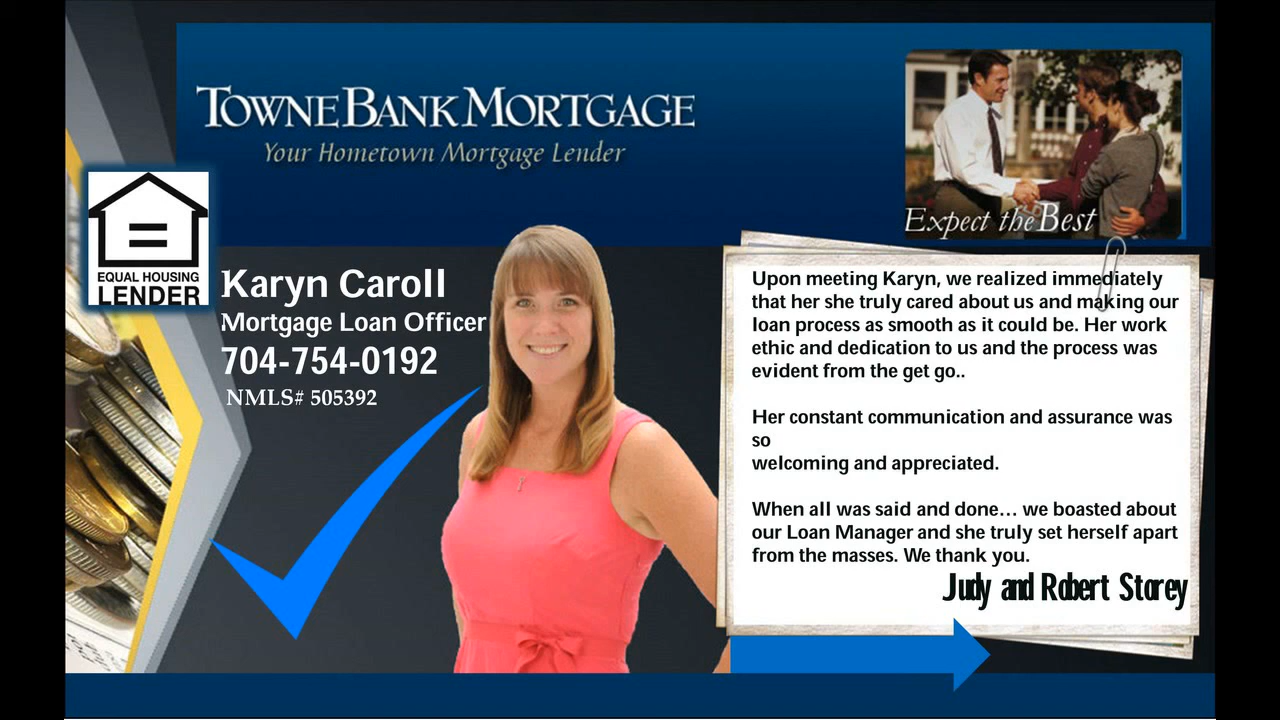 TOWNEBANK MORTGAGE
Your Hometown Mortgage Lender
Expect the Best
EQUAL HOUSING
LENDER
Karyn Caroll
Mortgage Loan Officer
704-754-0192
NMLS# 505392
Upon meeting Karyn, we realized immediately
that her she truly cared about us and making our
loan process as smooth as it could be. Her work
ethic and dedication to us and the process was
evident from the get go..
Her constant communication and assurance was
so
welcoming and appreciated.
When all was said and done… we boasted about
our Loan Manager and she truly set herself apart
from the masses. We thank you.
Judy and Robert Storey